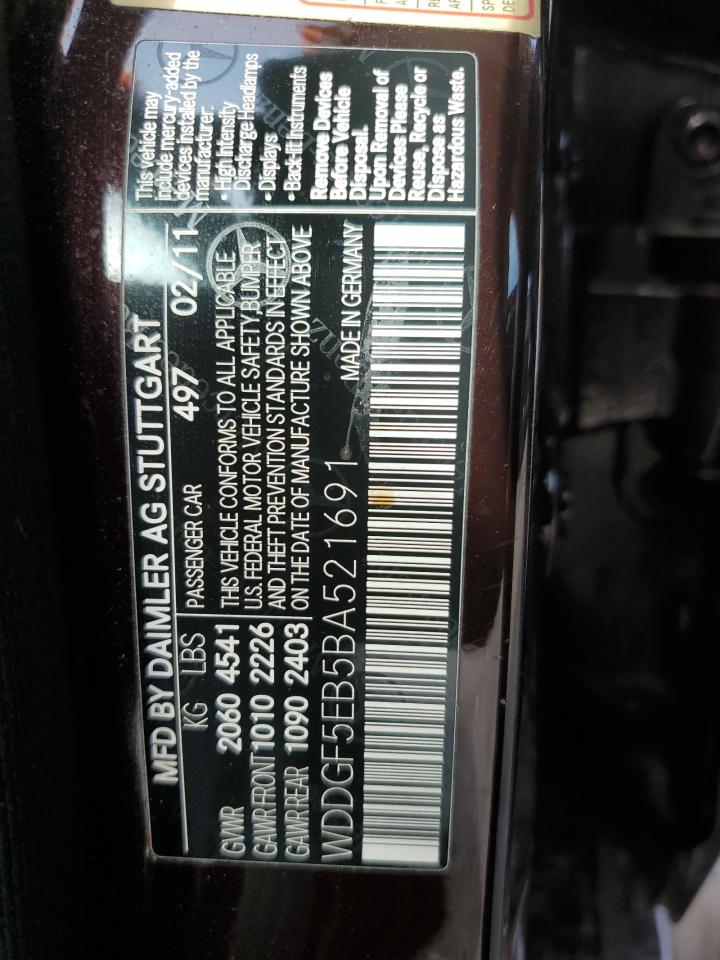 MFD BY DAIMLER AG STUTTGART
KG LBS PASSENGER CAR 497 02/11
GVWR 2060 4541 THIS VEHICLE CONFORMS TO ALL APPLICABLE
GAWR FRONT 1010 2226 U.S. FEDERAL MOTOR VEHICLE SAFETY, BUMPER
AND THEFT PREVENTION STANDARDS IN EFFECT
GAWR REAR 1090 2403 ON THE DATE OF MANUFACTURE SHOWN ABOVE
WDDGF5EB5BA521691 MADE IN GERMANY
This vehicle may
include mercury-added
devices installed by the
manufacturer:
• High Intensity
Discharge Headlamps
• Displays
• Back-lit Instruments
Remove Devices
Before Vehicle
Disposal.
Upon Removal of
Devices Please
Reuse, Recycle or
Dispose as
Hazardous Waste.